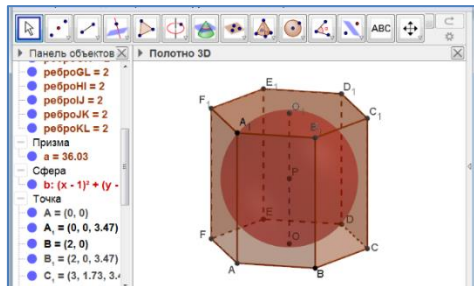 ABC
Панель объектов
Полотно 3D
реброGL = 2
реброHI = 2
реброIJ = 2
реброJK = 2
реброKL = 2
Призма
a = 36.03
Сфера
b: (x - 1)² + (y -
Точка
A = (0, 0)
A₁ = (0, 0, 3.47)
B = (2, 0)
B₁ = (2, 0, 3.47)
C₁ = (3, 1.73, 3.4
E₁
D₁
F₁
O₁
C₁
A₁
B₁
P
E
D
F
O
C
A
B